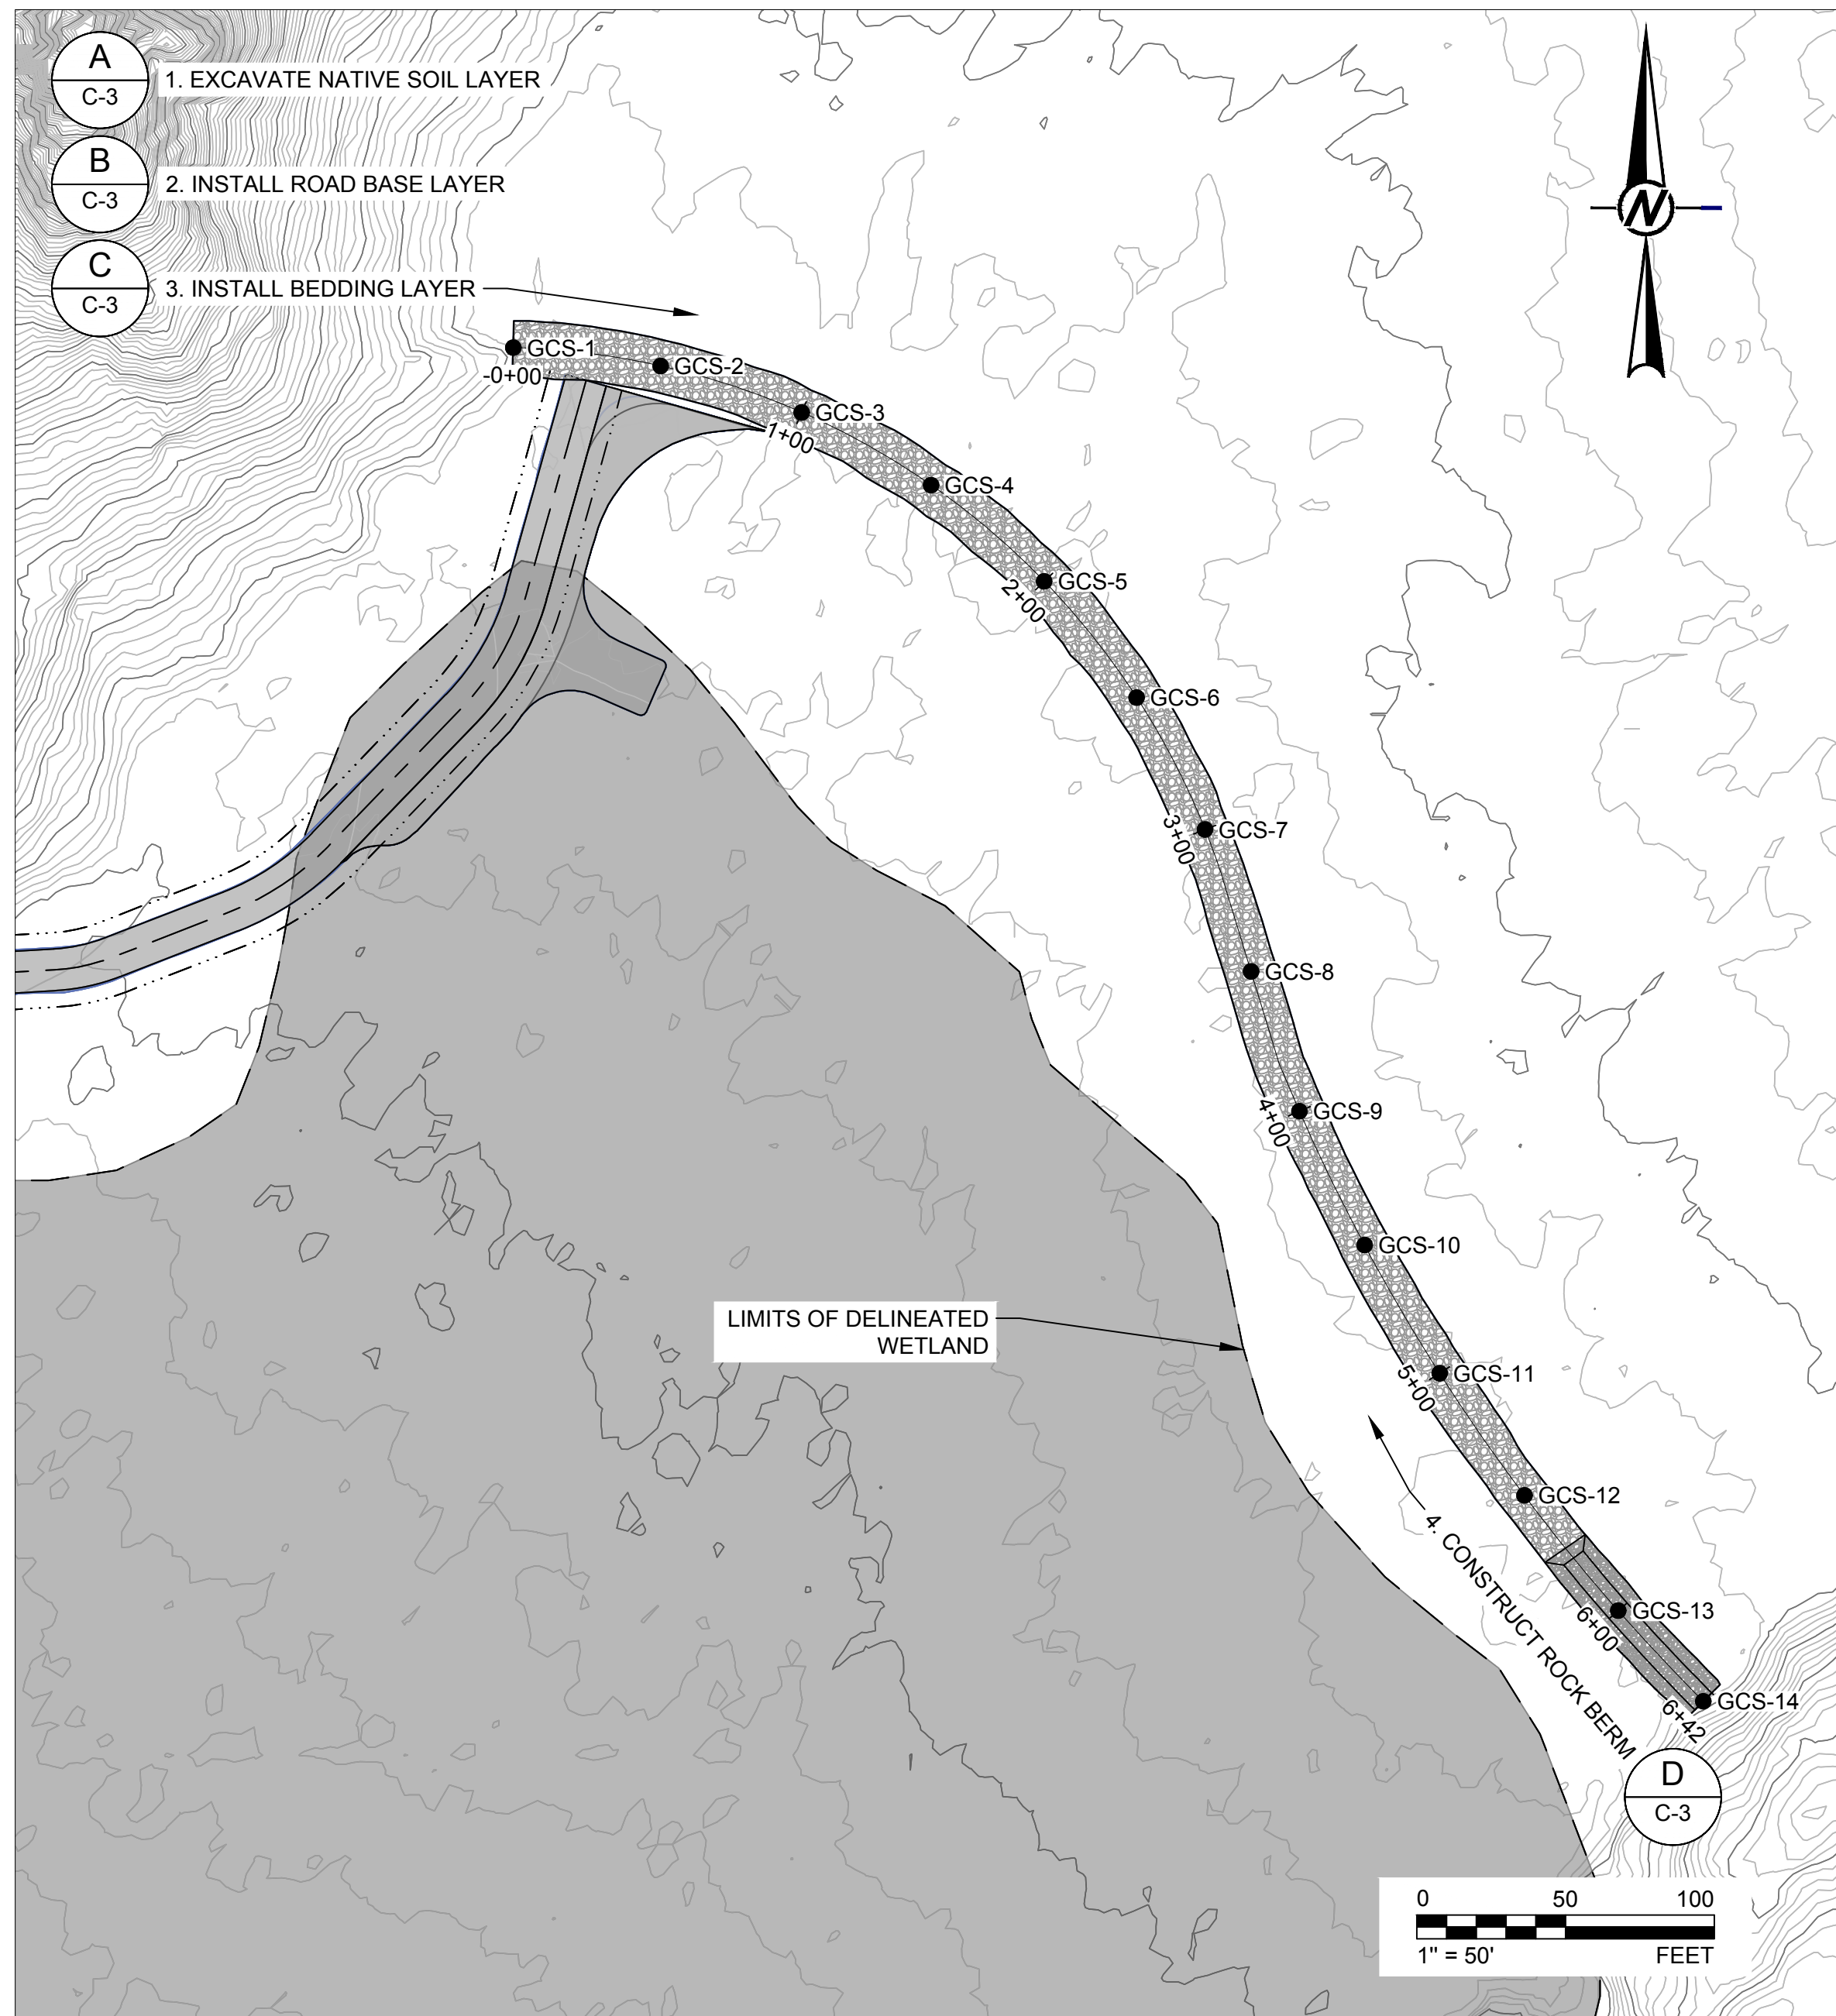 A
C-3
1. EXCAVATE NATIVE SOIL LAYER
B
C-3
2. INSTALL ROAD BASE LAYER
C
C-3
3. INSTALL BEDDING LAYER
N
GCS-1
-0+00
GCS-2
GCS-3
1+00
GCS-4
GCS-5
2+00
GCS-6
GCS-7
3+00
GCS-8
GCS-9
4+00
GCS-10
LIMITS OF DELINEATED
WETLAND
GCS-11
5+00
GCS-12
4. CONSTRUCT ROCK BERM
GCS-13
6+00
GCS-14
6+42
D
C-3
0 50 100
1" = 50' FEET